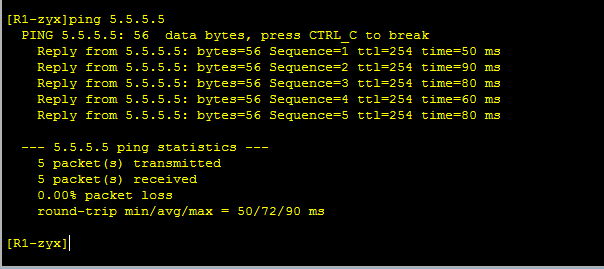 [R1-zyx]ping 5.5.5.5
PING 5.5.5.5: 56  data bytes, press CTRL_C to break
Reply from 5.5.5.5: bytes=56 Sequence=1 ttl=254 time=50 ms
Reply from 5.5.5.5: bytes=56 Sequence=2 ttl=254 time=90 ms
Reply from 5.5.5.5: bytes=56 Sequence=3 ttl=254 time=80 ms
Reply from 5.5.5.5: bytes=56 Sequence=4 ttl=254 time=60 ms
Reply from 5.5.5.5: bytes=56 Sequence=5 ttl=254 time=80 ms
--- 5.5.5.5 ping statistics ---
5 packet(s) transmitted
5 packet(s) received
0.00% packet loss
round-trip min/avg/max = 50/72/90 ms
[R1-zyx]